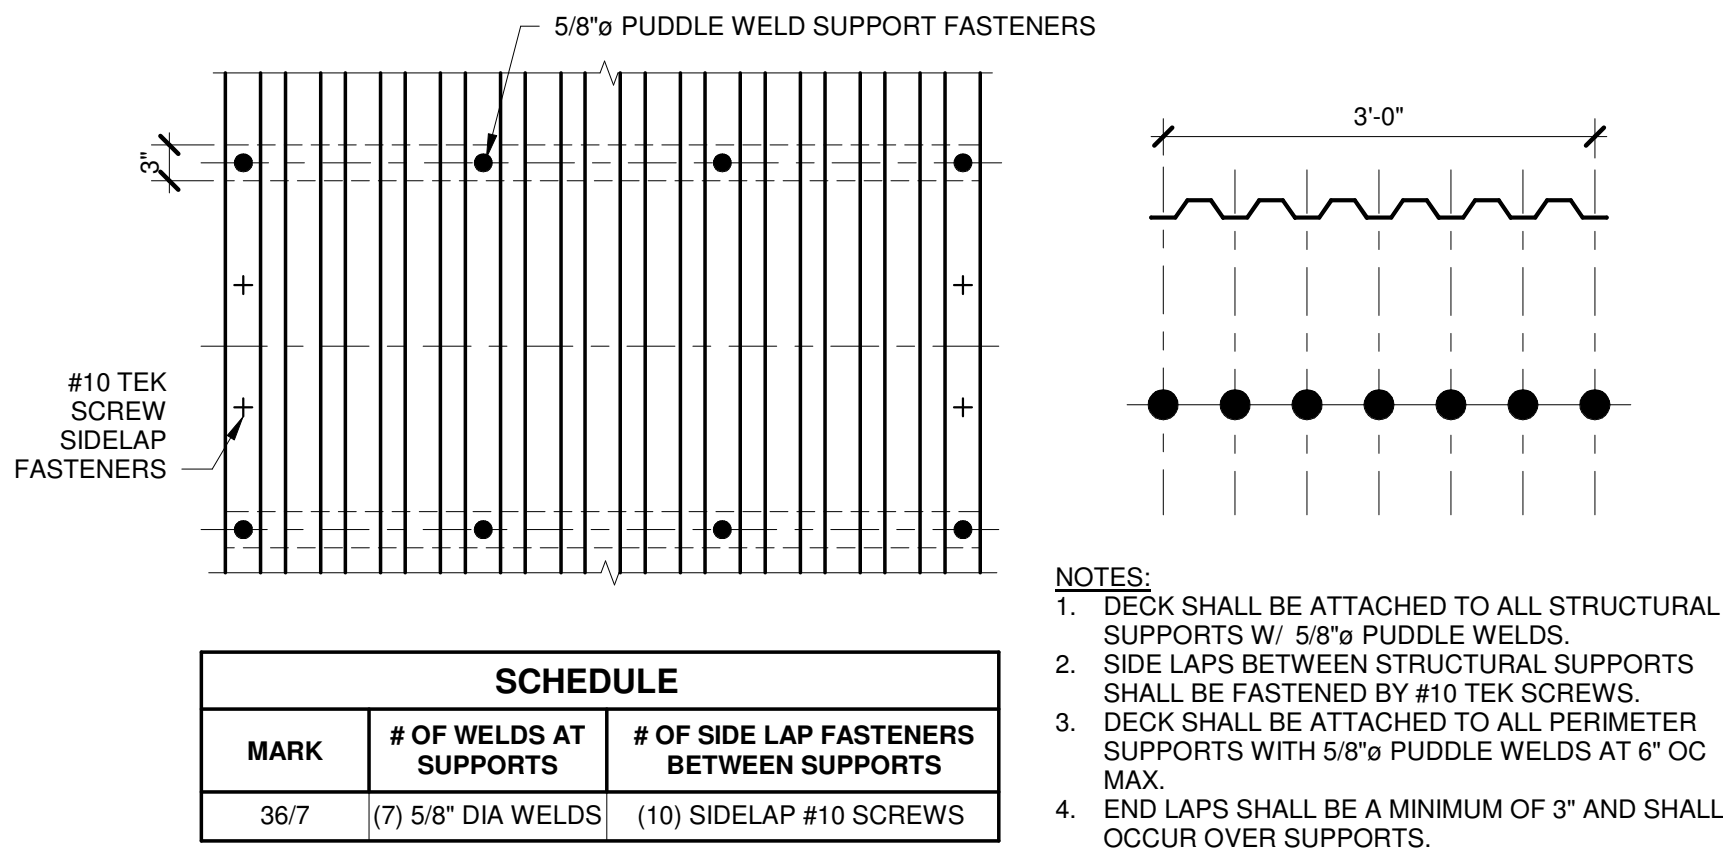 5/8"ø PUDDLE WELD SUPPORT FASTENERS
3"
#10 TEK
SCREW
SIDELAP
FASTENERS
3'-0"
SCHEDULE
MARK
# OF WELDS AT
SUPPORTS
# OF SIDE LAP FASTENERS
BETWEEN SUPPORTS
36/7
(7) 5/8" DIA WELDS
(10) SIDELAP #10 SCREWS
NOTES:
1. DECK SHALL BE ATTACHED TO ALL STRUCTURAL
SUPPORTS W/ 5/8"ø PUDDLE WELDS.
2. SIDE LAPS BETWEEN STRUCTURAL SUPPORTS
SHALL BE FASTENED BY #10 TEK SCREWS.
3. DECK SHALL BE ATTACHED TO ALL PERIMETER
SUPPORTS WITH 5/8"ø PUDDLE WELDS AT 6" OC
MAX.
4. END LAPS SHALL BE A MINIMUM OF 3" AND SHALL
OCCUR OVER SUPPORTS.